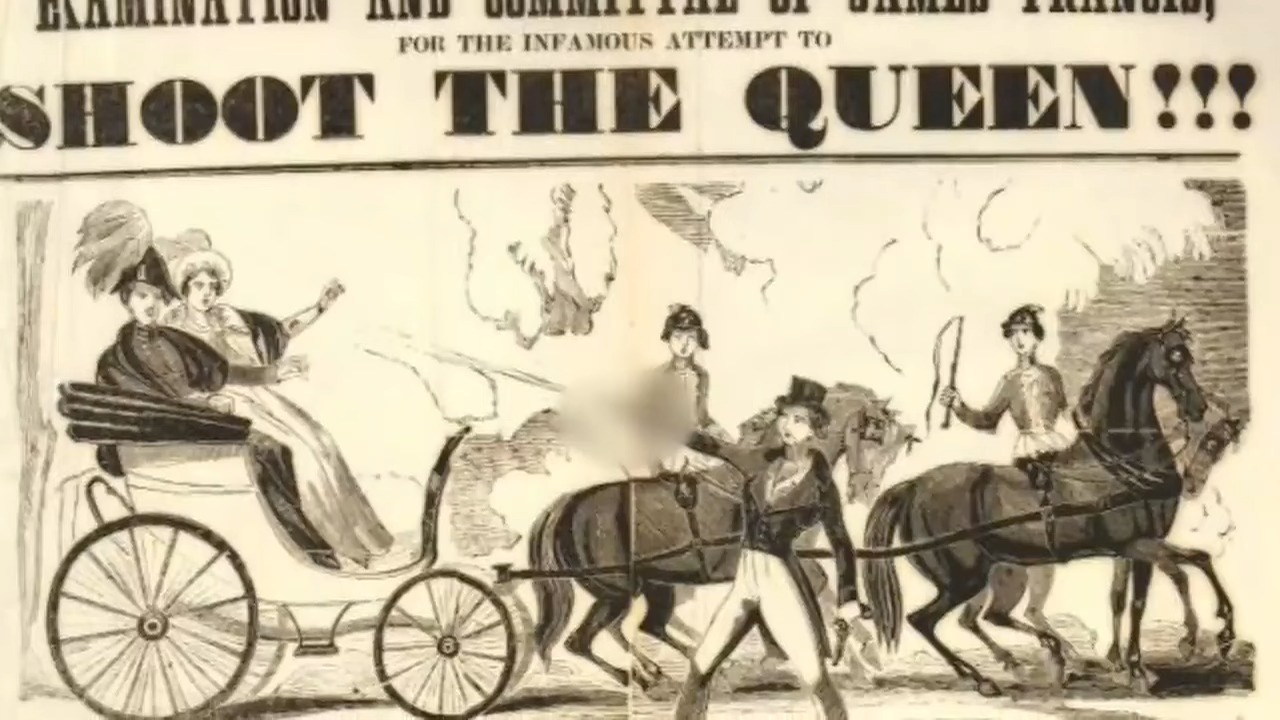 EXAMINATION AND COMMITTAL OF JAMES FRANCIS,
FOR THE INFAMOUS ATTEMPT TO
SHOOT THE QUEEN!!!